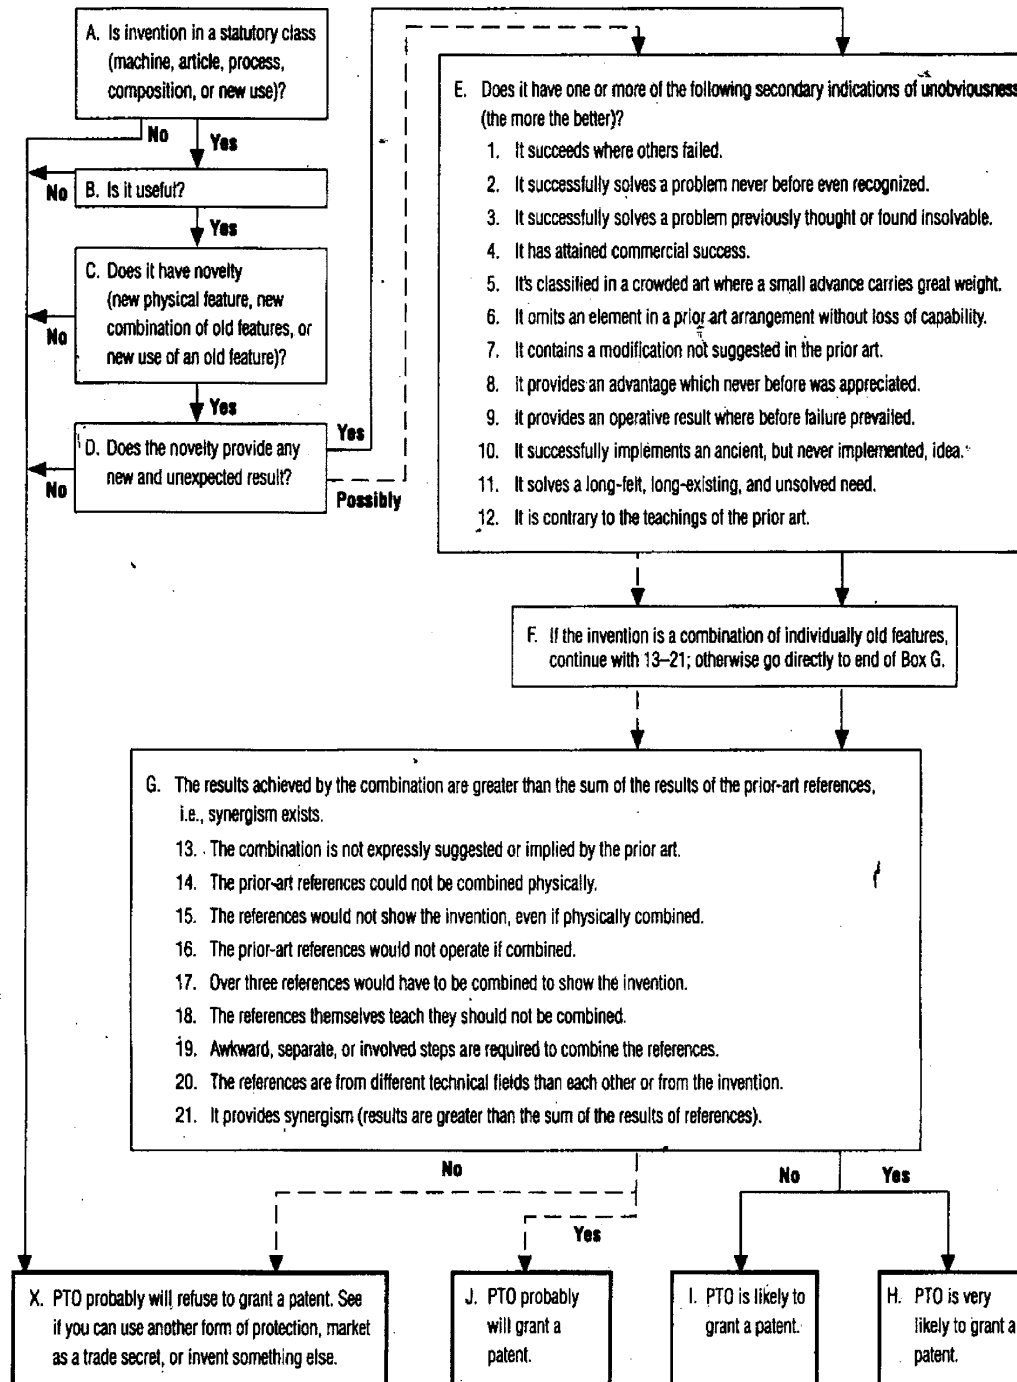 A. Is invention in a statutory class
(machine, article, process,
composition, or new use)?
No
Yes
No
B. Is it useful?
Yes
C. Does it have novelty
(new physical feature, new
combination of old features, or
new use of an old feature)?
No
Yes
D. Does the novelty provide any
new and unexpected result?
Yes
No
Possibly
E. Does it have one or more of the following secondary indications of unobviousness
(the more the better)?
1. It succeeds where others failed.
2. It successfully solves a problem never before even recognized.
3. It successfully solves a problem previously thought or found insolvable.
4. It has attained commercial success.
5. It's classified in a crowded art where a small advance carries great weight.
6. It omits an element in a prior art arrangement without loss of capability.
7. It contains a modification not suggested in the prior art.
8. It provides an advantage which never before was appreciated.
9. It provides an operative result where before failure prevailed.
10. It successfully implements an ancient, but never implemented, idea.
11. It solves a long-felt, long-existing, and unsolved need.
12. It is contrary to the teachings of the prior art.
F. If the invention is a combination of individually old features,
continue with 13–21; otherwise go directly to end of Box G.
G. The results achieved by the combination are greater than the sum of the results of the prior-art references,
i.e., synergism exists.
13. The combination is not expressly suggested or implied by the prior art.
14. The prior-art references could not be combined physically.
15. The references would not show the invention, even if physically combined.
16. The prior-art references would not operate if combined.
17. Over three references would have to be combined to show the invention.
18. The references themselves teach they should not be combined.
19. Awkward, separate, or involved steps are required to combine the references.
20. The references are from different technical fields than each other or from the invention.
21. It provides synergism (results are greater than the sum of the results of references).
No
Yes
No
Yes
X. PTO probably will refuse to grant a patent. See
if you can use another form of protection, market
as a trade secret, or invent something else.
J. PTO probably
will grant a
patent.
I. PTO is likely to
grant a patent.
H. PTO is very
likely to grant a
patent.